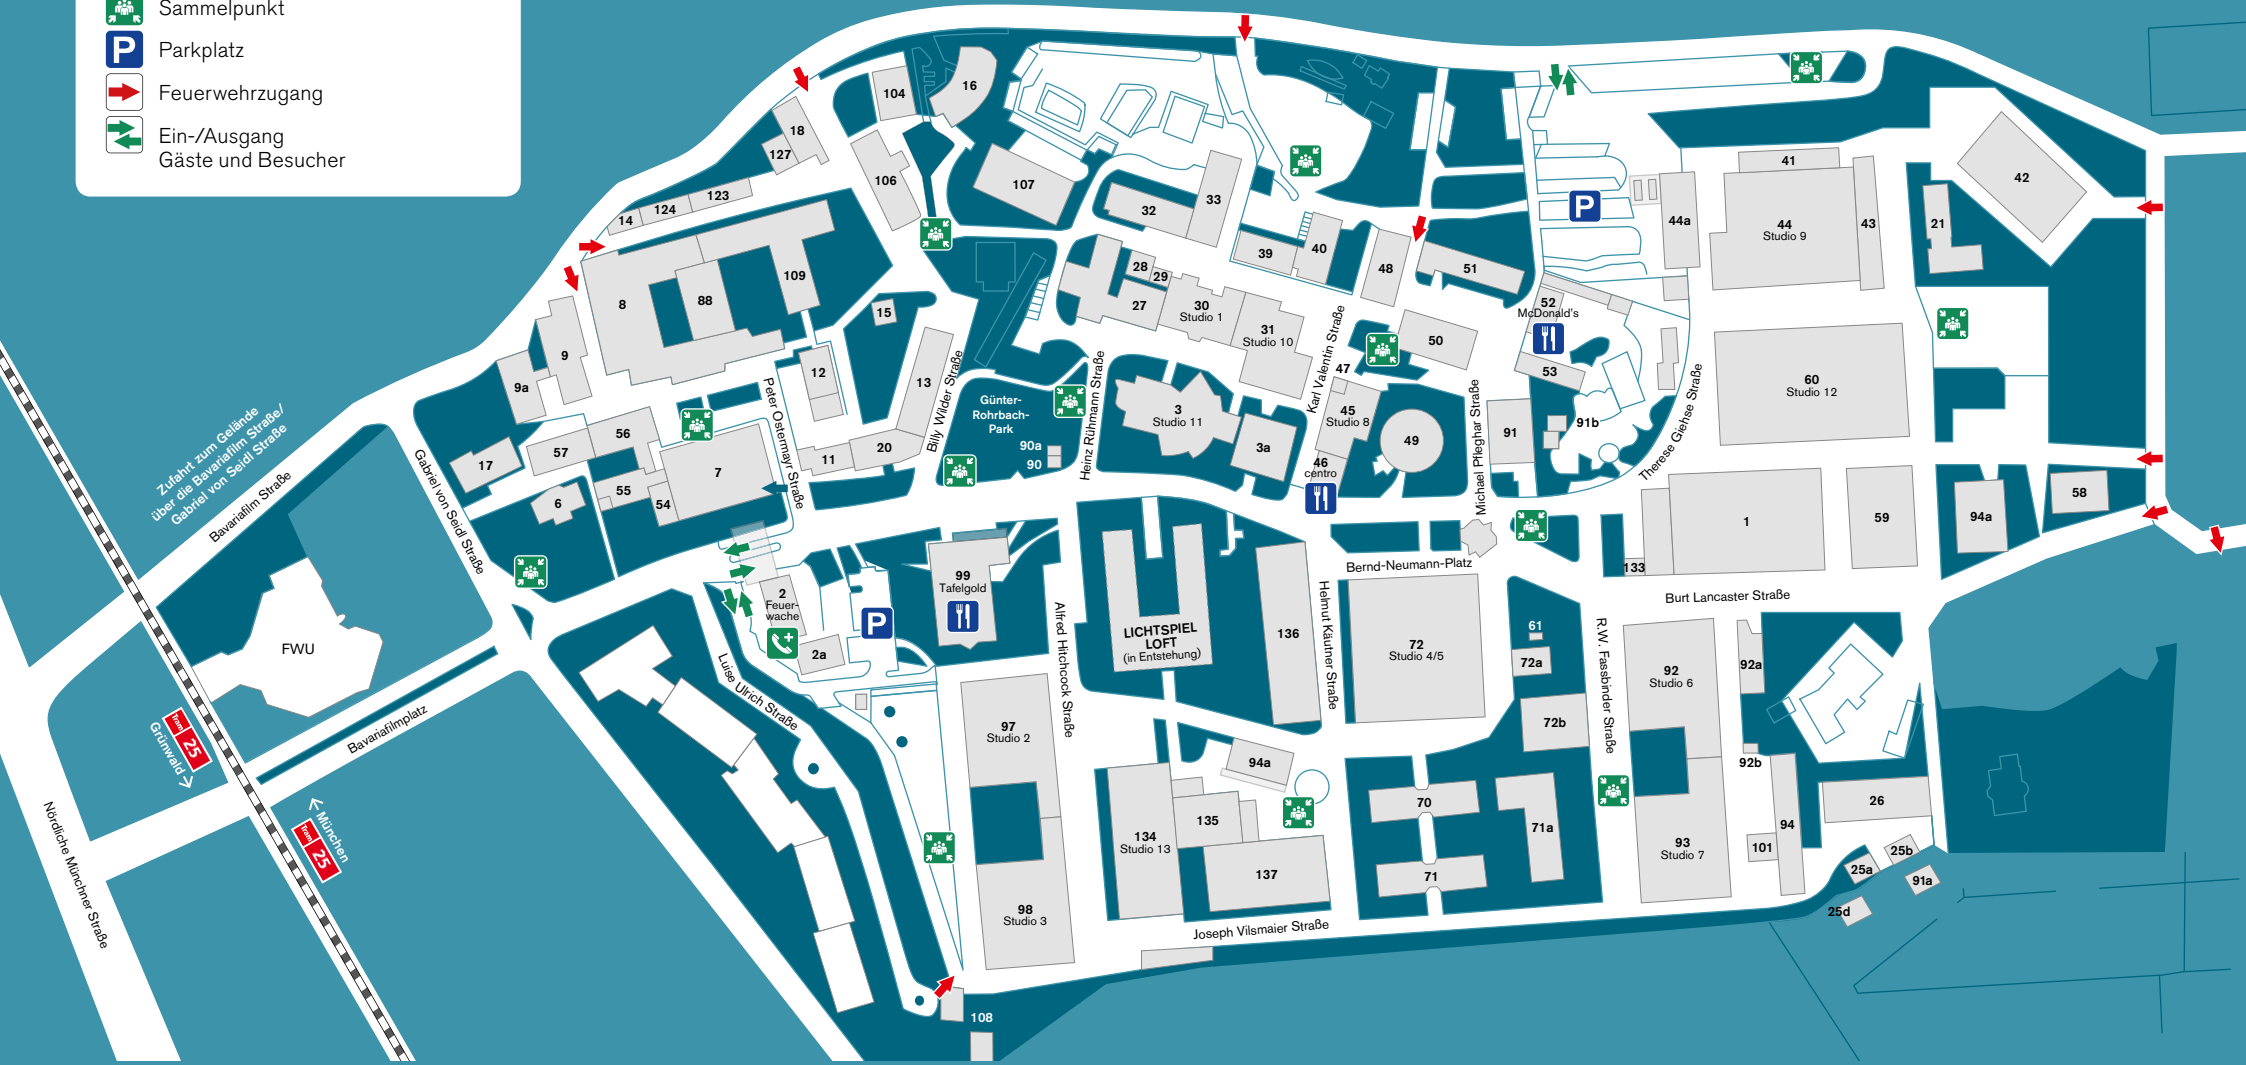 Sammelpunkt
P
Parkplatz
Feuerwehrzugang
Ein-/Ausgang
Gäste und Besucher
16
104
18
127
106
107
123
124
14
33
32
39
40
48
51
41
44a
44
Studio 9
43
42
21
8
88
109
15
28
29
27
30
Studio 1
31
Studio 10
52
McDonald's
50
53
P
9
9a
12
13
Günter-
Rohrbach-
Park
90a
90
3
Studio 11
3a
47
45
Studio 8
46
centro
49
91
91b
60
Studio 12
Peter Ostermayr Straße
Billy Wilder Straße
Heinz Rühmann Straße
Karl Valentin Straße
Michael Pfleghar Straße
Therese Giehse Straße
Zufahrt zum Gelände
über die Bavariafilm Straße/
Gabriel von Seidl Straße
Bavariafilm Straße
Gabriel von Seidl Straße
17
57
56
55
54
6
7
11
20
1
59
94a
58
133
Bernd-Neumann-Platz
Burt Lancaster Straße
2
Feuer-
wache
2a
P
99
Tafelgold
LICHTSPIEL
LOFT
(in Entstehung)
136
72
Studio 4/5
61
72a
72b
92
Studio 6
92a
92b
FWU
Luise Ulrich Straße
Alfred Hitchcock Straße
Helmut Käutner Straße
R.W. Fassbinder Straße
Bavariafilmplatz
Tram
25
Grünwald
München
Tram
25
Nördliche Münchner Straße
97
Studio 2
98
Studio 3
94a
134
Studio 13
135
137
70
71
71a
93
Studio 7
94
101
26
25a
25b
91a
25d
Joseph Vilsmaier Straße
108